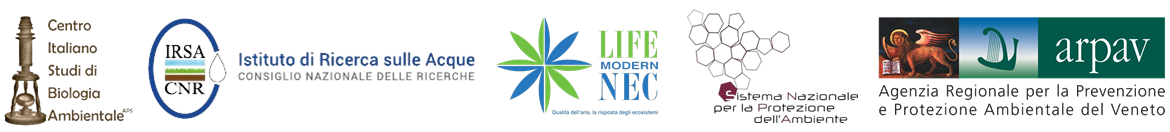 Centro
Italiano
Studi di
Biologia
Ambientale APS
IRSA
CNR
Istituto di Ricerca sulle Acque
CONSIGLIO NAZIONALE DELLE RICERCHE
LIFE
MODERN
NEC
Qualità dell'aria, la risposta degli ecosistemi
Sistema Nazionale
per la Protezione
dell'Ambiente
arpav
Agenzia Regionale per la Prevenzione
e Protezione Ambientale del Veneto